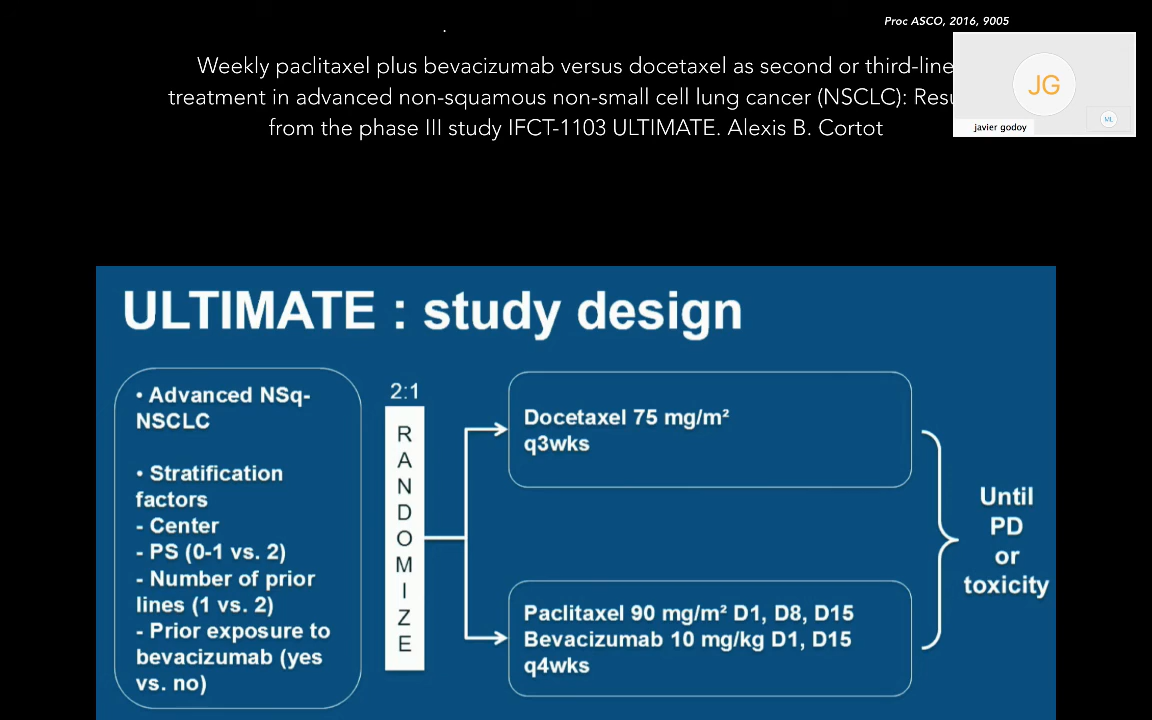 Proc ASCO, 2016, 9005
Weekly paclitaxel plus bevacizumab versus docetaxel as second or third-line
treatment in advanced non-squamous non-small cell lung cancer (NSCLC):
from the phase III study IFCT-1103 ULTIMATE. Alexis B. Cortot
JG
ML
javier godoy
ULTIMATE : study design
• Advanced NSq-
NSCLC
• Stratification
factors
- Center
- PS (0-1 vs. 2)
- Number of prior
lines (1 vs. 2)
- Prior exposure to
bevacizumab (yes
vs. no)
2:1
RANDOMIZE
Docetaxel 75 mg/m²
q3wks
Paclitaxel 90 mg/m² D1, D8, D15
Bevacizumab 10 mg/kg D1, D15
q4wks
Until
PD
or
toxicity